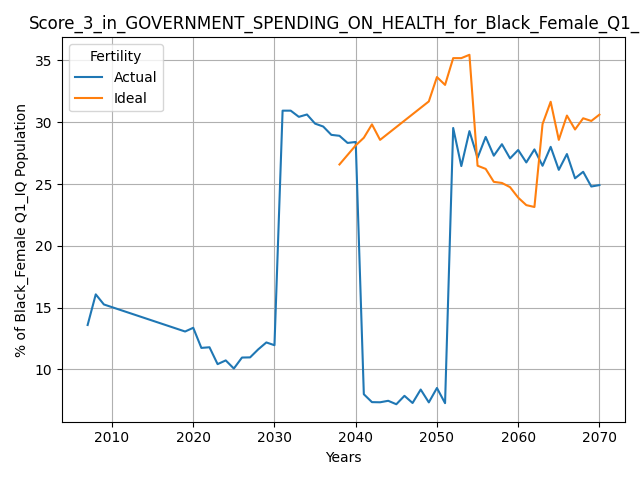 Score_3_in_GOVERNMENT_SPENDING_ON_HEALTH_for_Black_Female_Q1_
Fertility
Actual
Ideal
35
30
25
20
15
10
% of Black_Female Q1_IQ Population
2010 2020 2030 2040 2050 2060 2070
Years